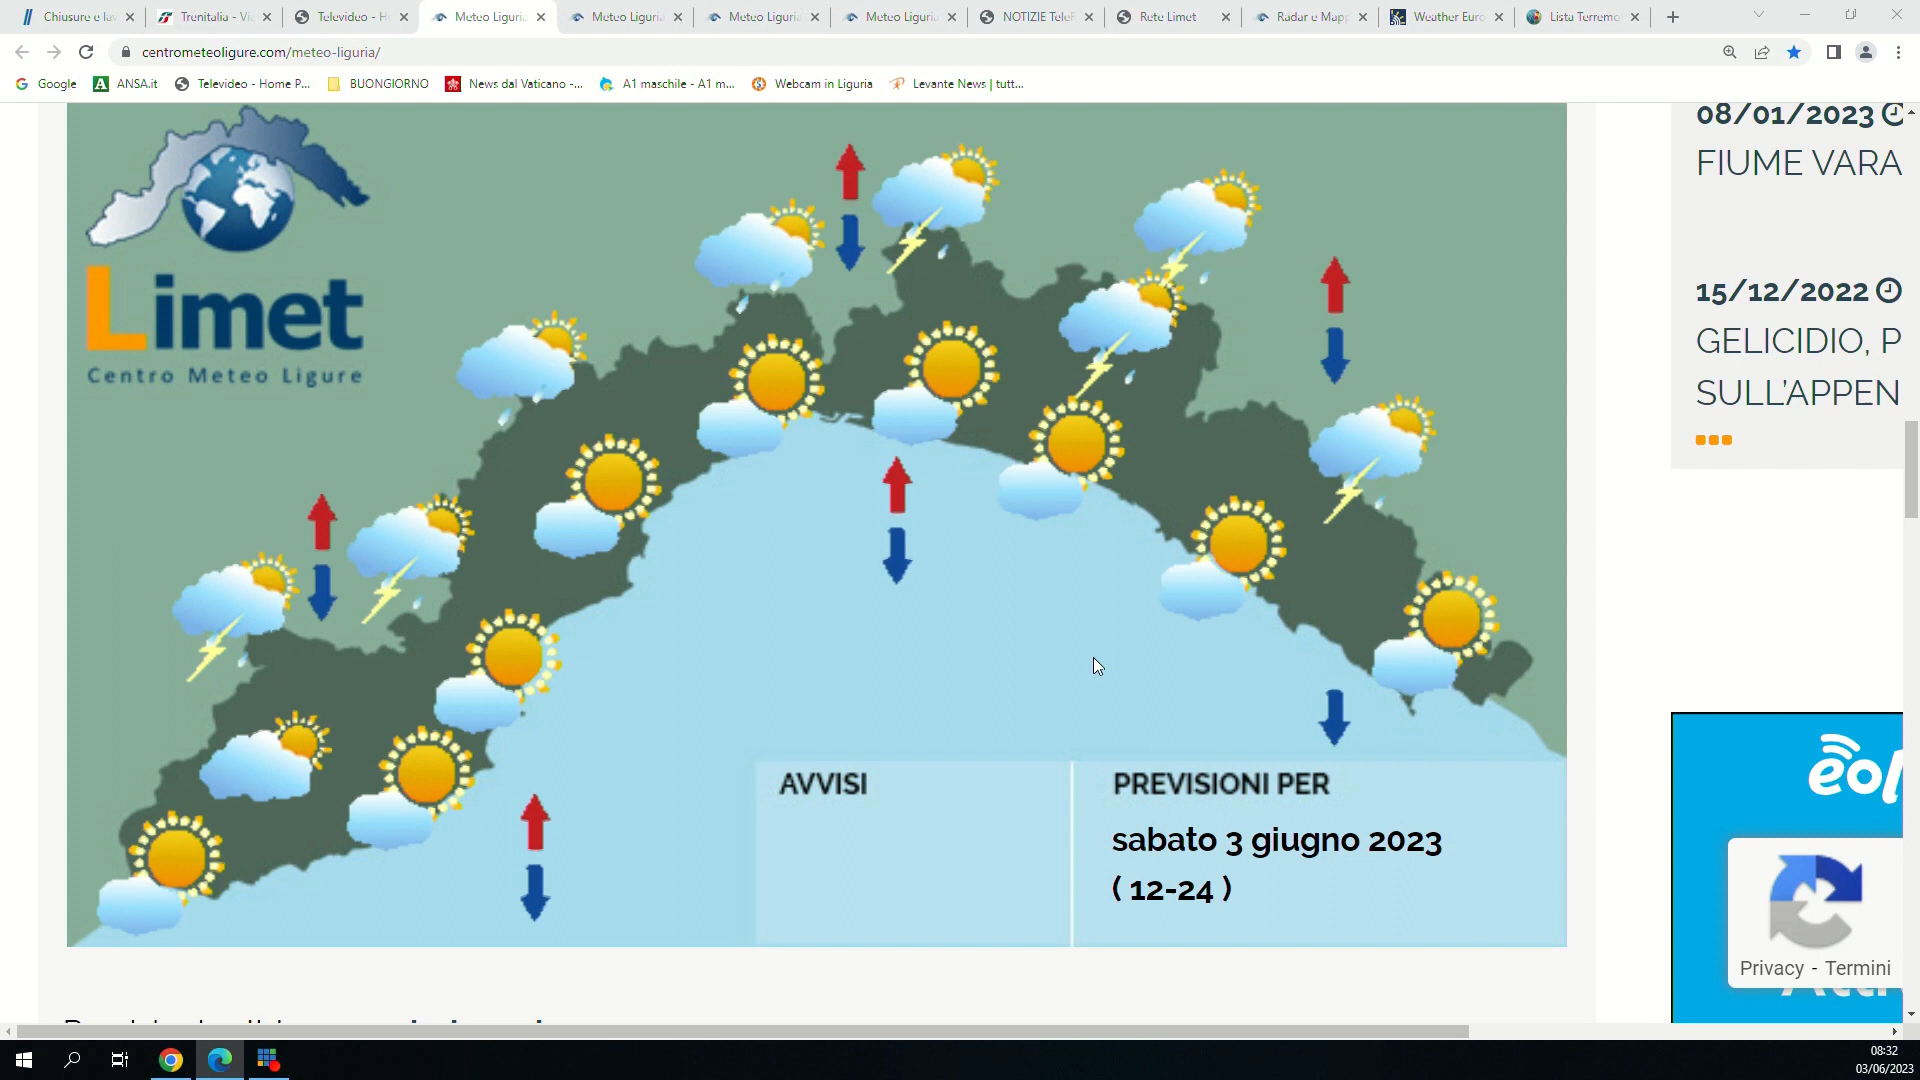 Chiusure e la
Trenitalia - Vi
Televideo - H
Meteo Liguria
Meteo Liguria
Meteo Liguria
Meteo Liguria
NOTIZIE TeleF
Rete Limet
Radar e Mapp
Weather Euro
Lista Terremo
centrometeoligure.com/meteo-liguria/
Google
ANSA.it
Televideo - Home P...
BUONGIORNO
News dal Vaticano -...
A1 maschile - A1 m...
Webcam in Liguria
Levante News | tutt...
Limet
Centro Meteo Ligure
08/01/2023
FIUME VARA
15/12/2022
GELICIDIO, P
SULL'APPEN
AVVISI
PREVISIONI PER
sabato 3 giugno 2023
( 12-24 )
eol
Privacy - Termini
08:32
03/06/2023